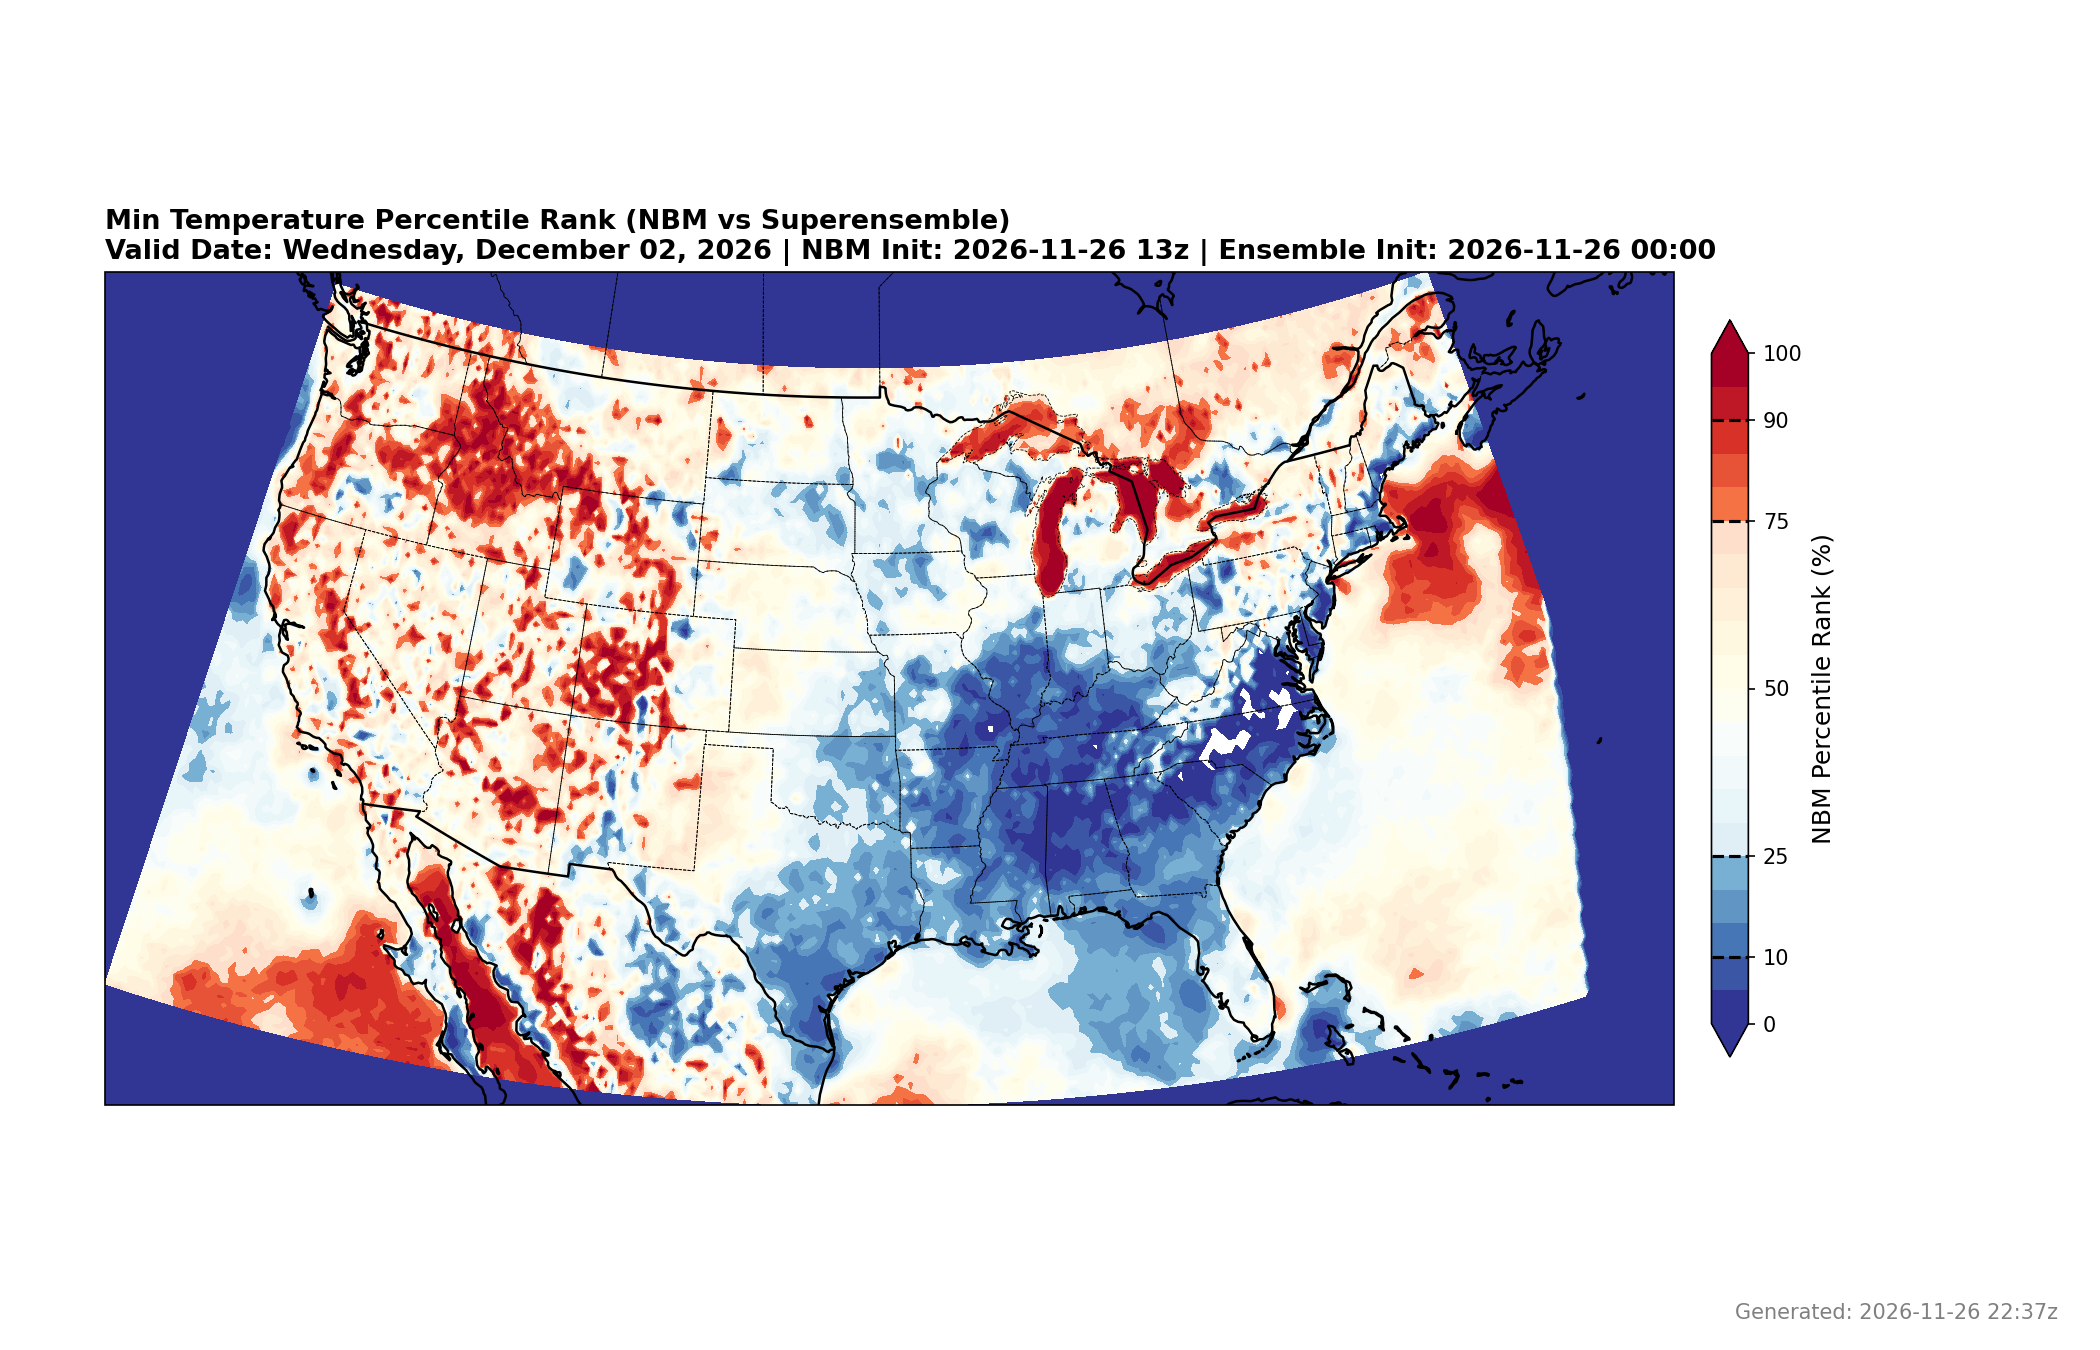 Min Temperature Percentile Rank (NBM vs Superensemble)
Valid Date: Wednesday, December 02, 2026 | NBM Init: 2026-11-26 13z | Ensemble Init: 2026-11-26 00:00
100
90
75
50
25
10
0
NBM Percentile Rank (%)
Generated: 2026-11-26 22:37z